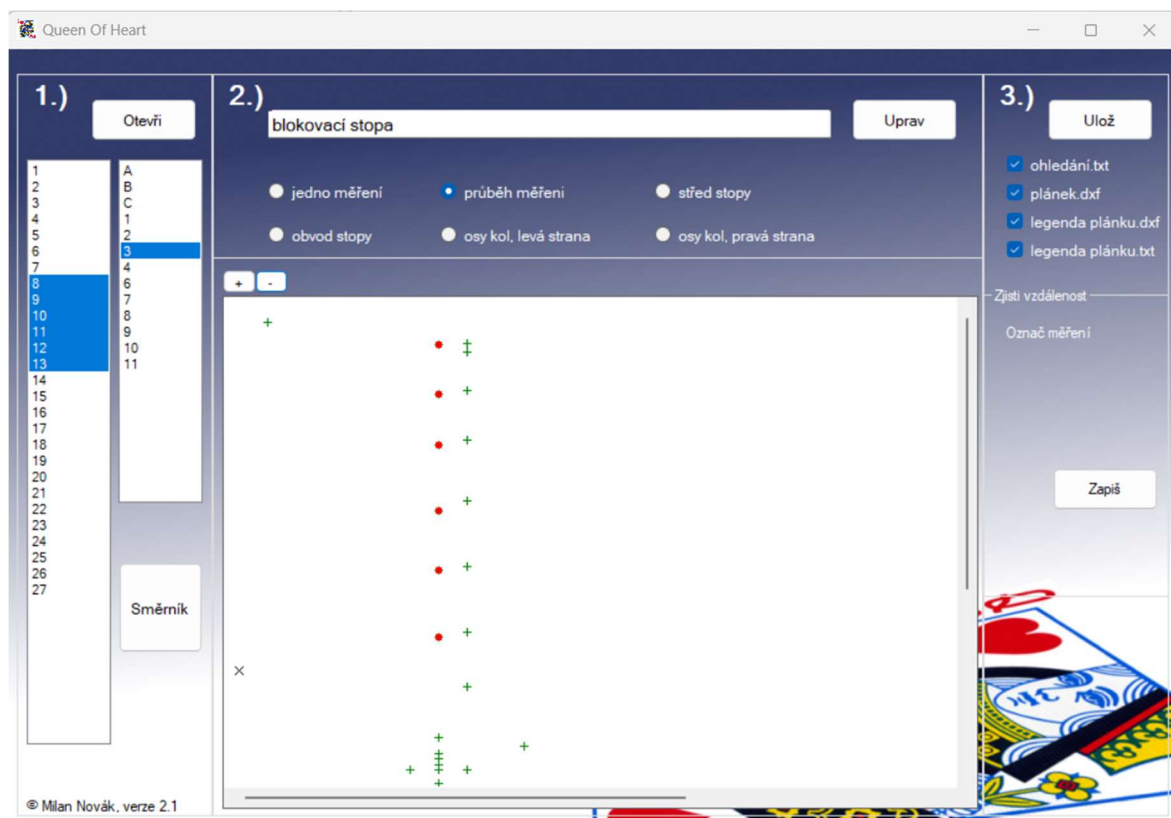 Queen Of Heart
1.)
Otevři
1
2
3
4
5
6
7
8
9
10
11
12
13
14
15
16
17
18
19
20
21
22
23
24
25
26
27
A
B
C
1
2
3
4
6
7
8
9
10
11
Směrník
© Milan Novák, verze 2.1
2.)
blokovací stopa
Uprav
jedno měření
průběh měřeni
střed stopy
obvod stopy
osy kol, levá strana
osy kol, pravá strana
+
-
3.)
Ulož
ohledání.txt
plánek.dxf
legenda plánku.dxf
legenda plánku.txt
Zjisti vzdálenost
Označ měření
Zapiš